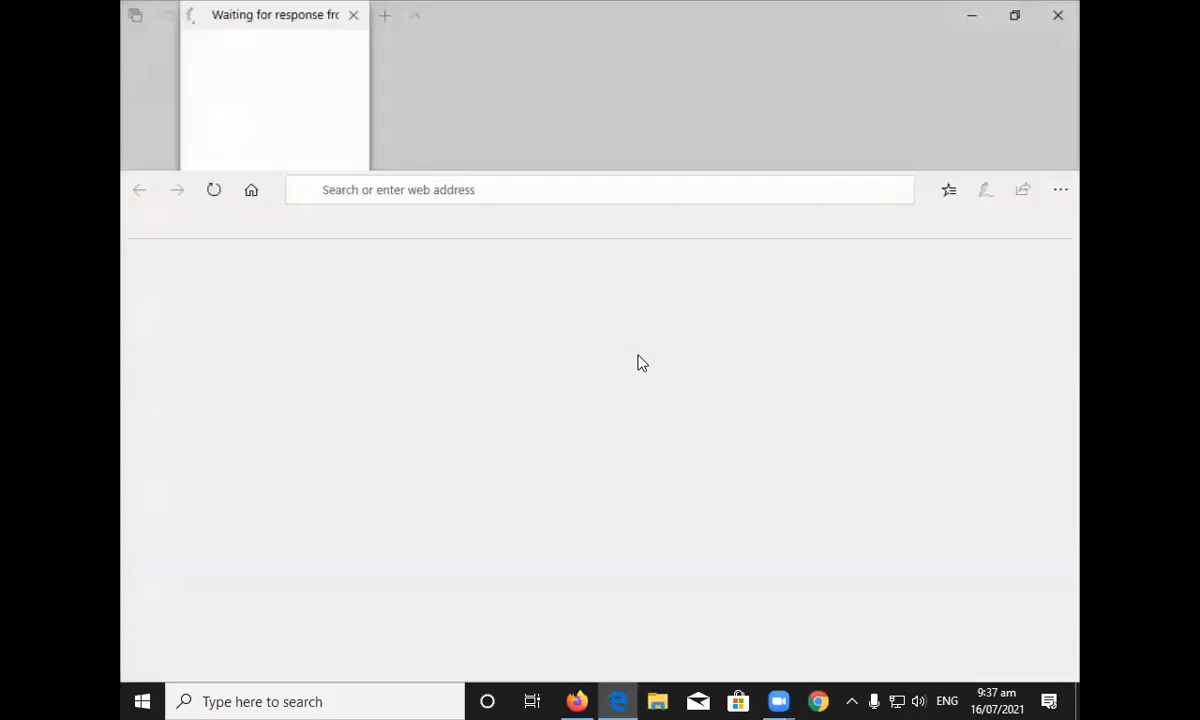 Waiting for response fro
Search or enter web address
Type here to search
ENG
9:37 am
16/07/2021